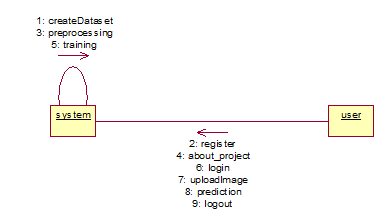 1: createDataset
3: preprocessing
5: training
system
user
2: register
4: about_project
6: login
7: uploadImage
8: prediction
9: logout